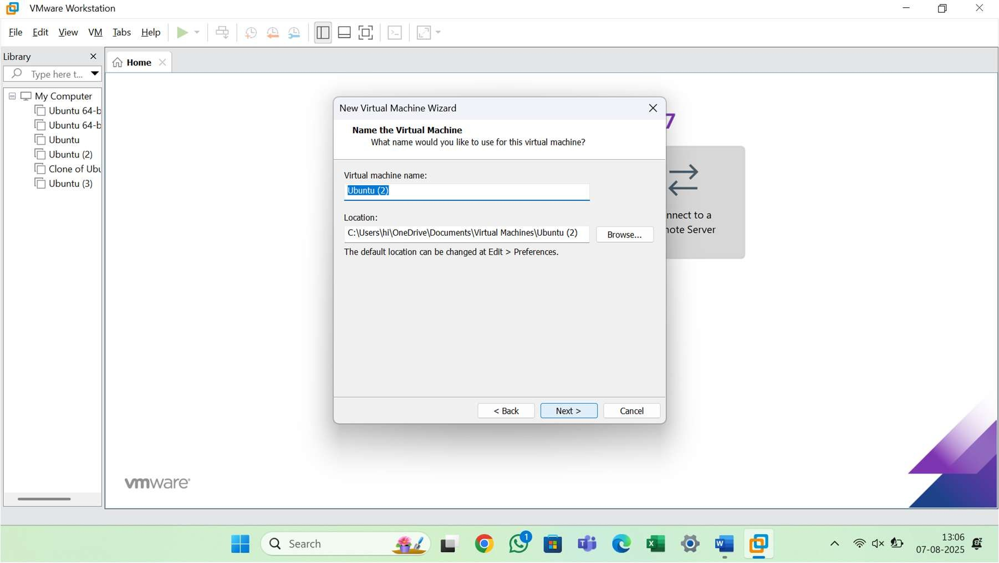 VMware Workstation
File Edit View VM Tabs Help
Library
Home
Type here t...
My Computer
Ubuntu 64-b
Ubuntu 64-b
Ubuntu
Ubuntu (2)
Clone of Ubu
Ubuntu (3)
New Virtual Machine Wizard
Name the Virtual Machine
What name would you like to use for this virtual machine?
7
Virtual machine name:
Ubuntu (2)
Location:
C:\Users\hi\OneDrive\Documents\Virtual Machines\Ubuntu (2)
Browse...
The default location can be changed at Edit > Preferences.
nnect to a
ote Server
< Back Next > Cancel
vmware®
Search
1
13:06
07-08-2025